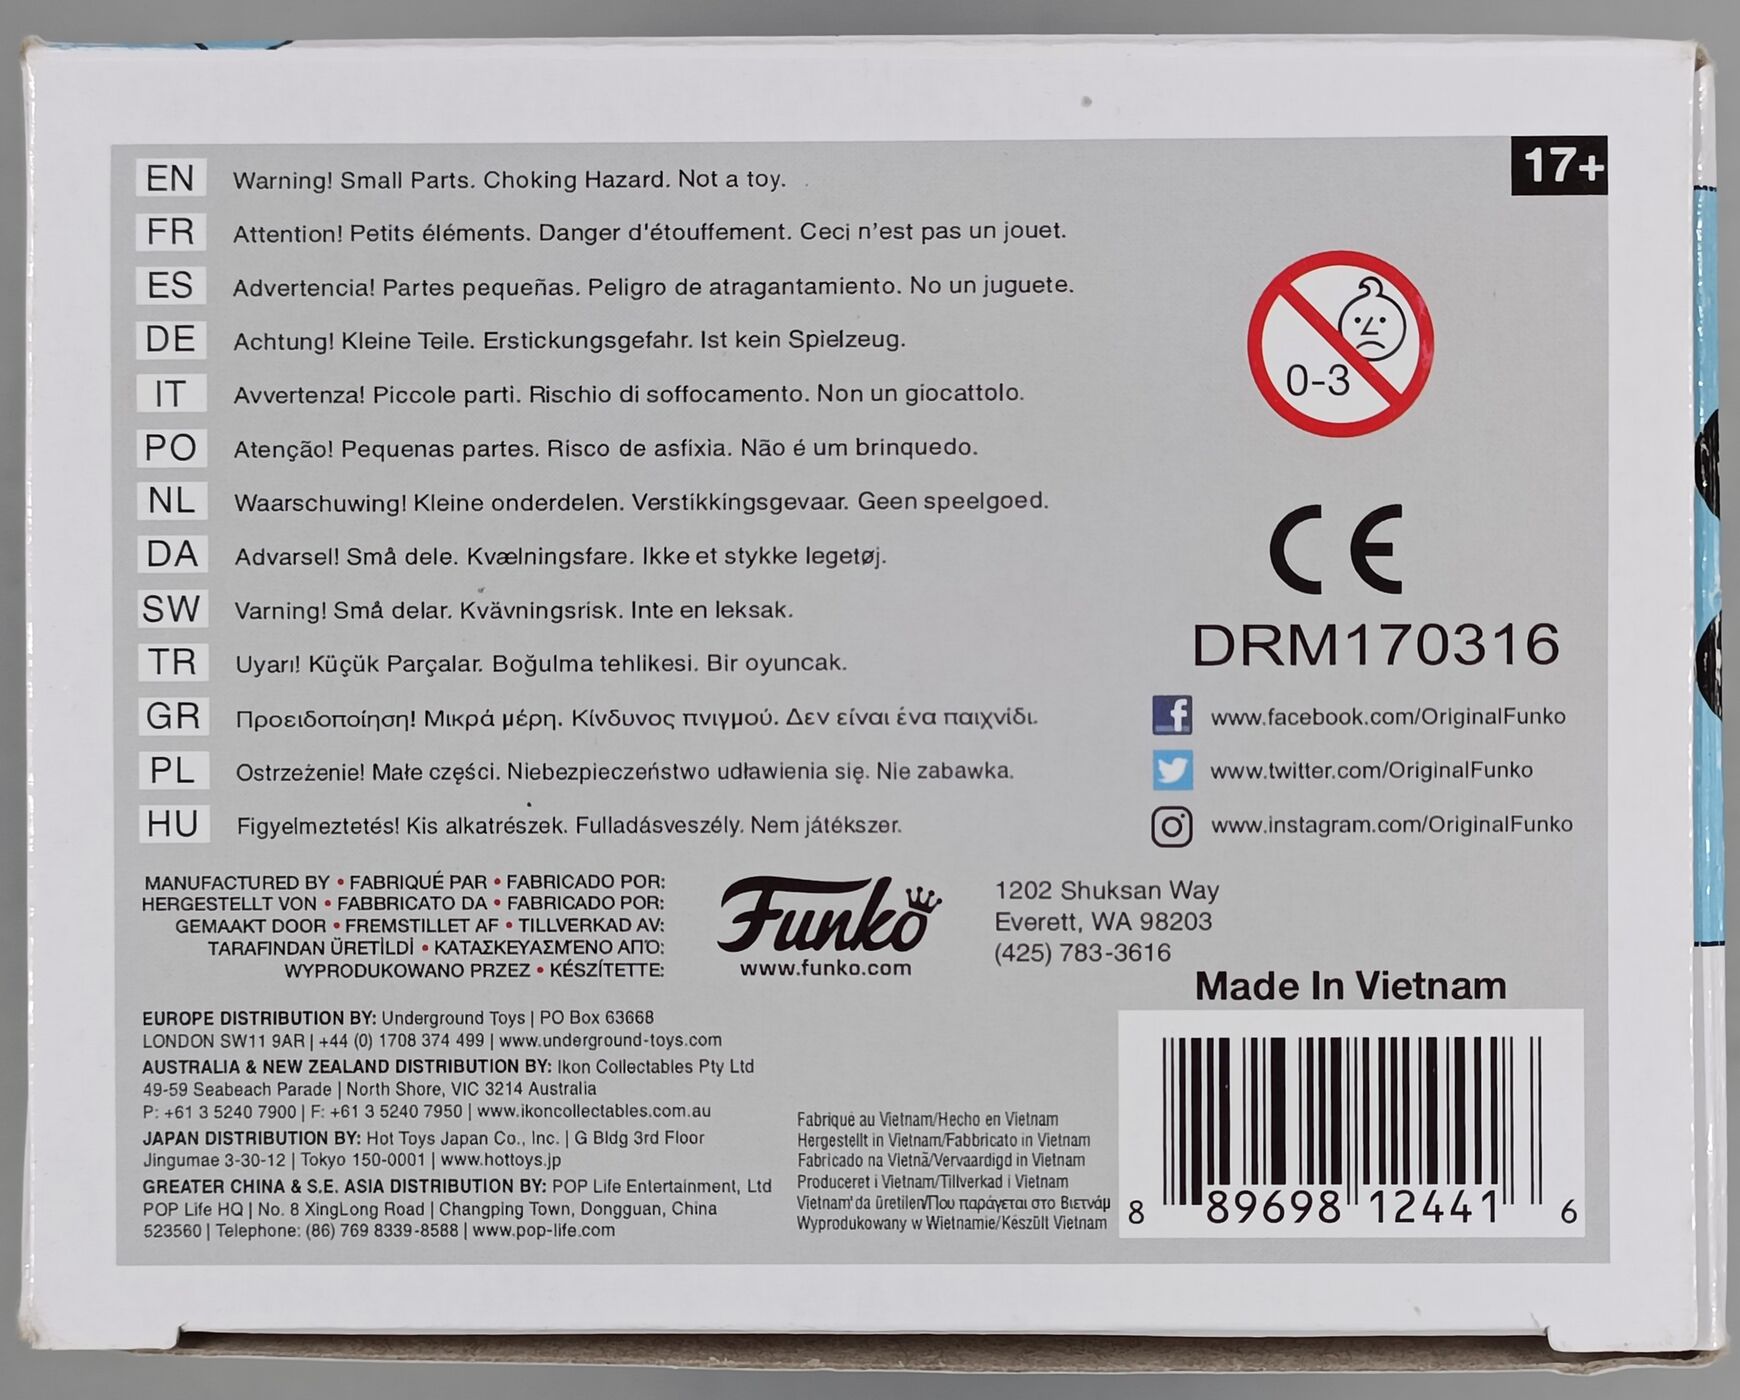 17+
EN Warning! Small Parts. Choking Hazard. Not a toy.
FR Attention! Petits éléments. Danger d'étouffement. Ceci n'est pas un jouet.
ES Advertencia! Partes pequeñas. Peligro de atragantamiento. No un juguete.
DE Achtung! Kleine Teile. Erstickungsgefahr. Ist kein Spielzeug.
IT Avvertenza! Piccole parti. Rischio di soffocamento. Non un giocattolo.
PO Atenção! Pequenas partes. Risco de asfixia. Não é um brinquedo.
NL Waarschuwing! Kleine onderdelen. Verstikkingsgevaar. Geen speelgoed.
DA Advarsel! Små dele. Kvælningsfare. Ikke et stykke legetøj.
SW Varning! Små delar. Kvävningsrisk. Inte en leksak.
TR Uyarı! Küçük Parçalar. Boğulma tehlikesi. Bir oyuncak.
GR Προειδοποίηση! Μικρά μέρη. Κίνδυνος πνιγμού. Δεν είναι ένα παιχνίδι.
PL Ostrzeżenie! Małe części. Niebezpieczeństwo udławienia się. Nie zabawka.
HU Figyelmeztetés! Kis alkatrészek. Fulladásveszély. Nem játékszer.
0-3
CE
DRM170316
www.facebook.com/OriginalFunko
www.twitter.com/OriginalFunko
www.instagram.com/OriginalFunko
MANUFACTURED BY • FABRIQUÉ PAR • FABRICADO POR:
HERGESTELLT VON • FABBRICATO DA • FABRICADO POR:
GEMAAKT DOOR • FREMSTILLET AF • TILLVERKAD AV:
TARAFINDAN ÜRETİLDİ • ΚΑΤΑΣΚΕΥΑΣΜΈΝΟ ΑΠΌ:
WYPRODUKOWANO PRZEZ • KÉSZÍTETTE:
Funko
www.funko.com
1202 Shuksan Way
Everett, WA 98203
(425) 783-3616
Made In Vietnam
EUROPE DISTRIBUTION BY: Underground Toys | PO Box 63668
LONDON SW11 9AR | +44 (0) 1708 374 499 | www.underground-toys.com
AUSTRALIA & NEW ZEALAND DISTRIBUTION BY: Ikon Collectables Pty Ltd
49-59 Seabeach Parade | North Shore, VIC 3214 Australia
P: +61 3 5240 7900 | F: +61 3 5240 7950 | www.ikoncollectables.com.au
JAPAN DISTRIBUTION BY: Hot Toys Japan Co., Inc. | G Bldg 3rd Floor
Jingumae 3-30-12 | Tokyo 150-0001 | www.hottoys.jp
GREATER CHINA & S.E. ASIA DISTRIBUTION BY: POP Life Entertainment, Ltd
POP Life HQ | No. 8 XingLong Road | Changping Town, Dongguan, China
523560 | Telephone: (86) 769 8339-8588 | www.pop-life.com
Fabriqué au Vietnam/Hecho en Vietnam
Hergestellt in Vietnam/Fabbricato in Vietnam
Fabricado na Vietnã/Vervaardigd in Vietnam
Produceret i Vietnam/Tillverkad i Vietnam
Vietnam'da üretilen/Που παράγεται στο Βιετνάμ
Wyprodukowany w Wietnamie/Készült Vietnam
8 89698 12441 6